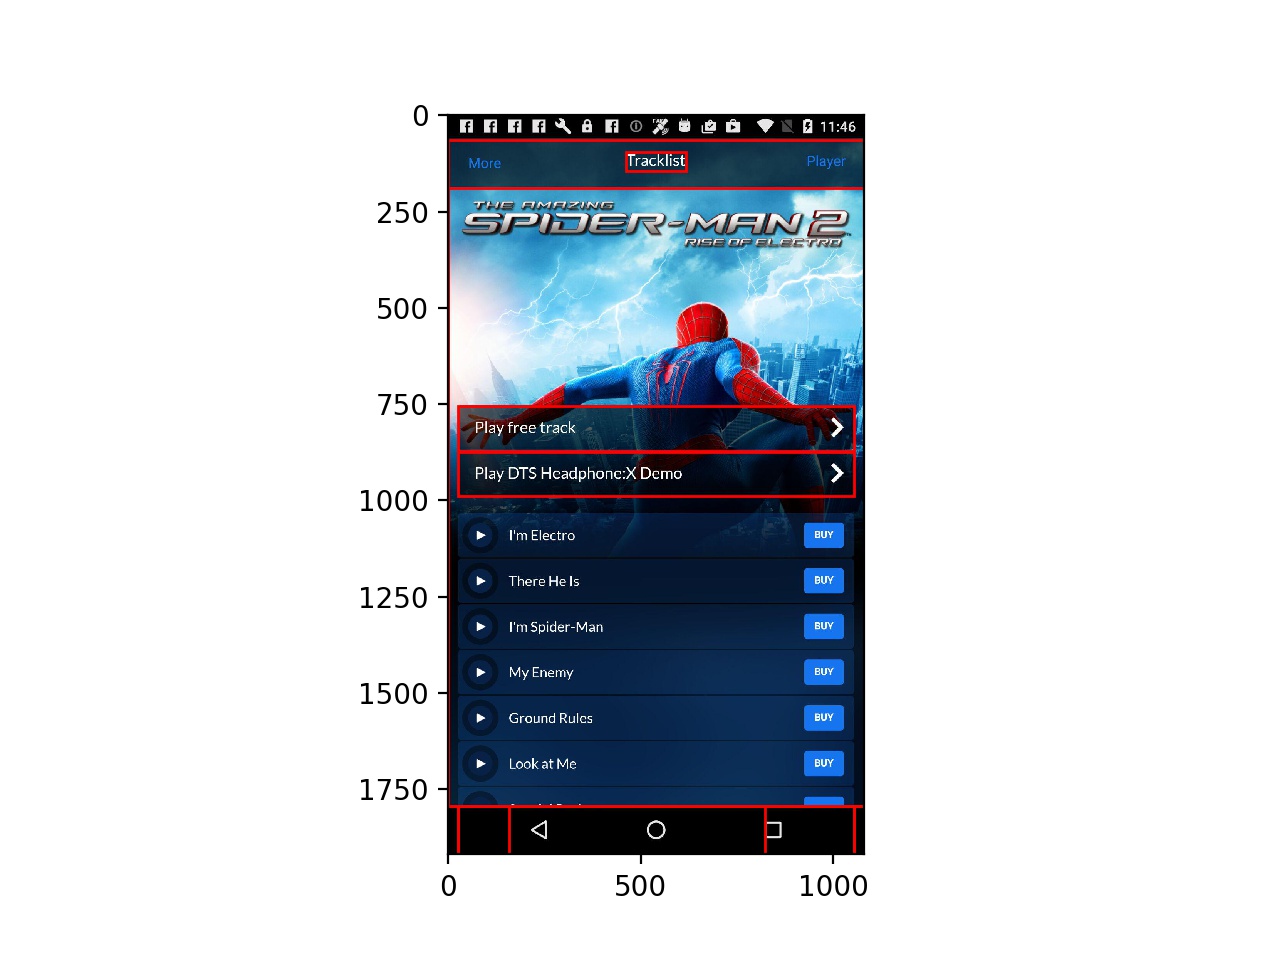 0
11:46
More
Tracklist
Player
250
THE AMAZING
SPIDER-MAN 2
RISE OF ELECTRO
500
750
Play free track
Play DTS Headphone:X Demo
1000
I'm Electro
BUY
There He Is
BUY
1250
I'm Spider-Man
BUY
My Enemy
BUY
1500
Ground Rules
BUY
Look at Me
BUY
1750
0
500
1000